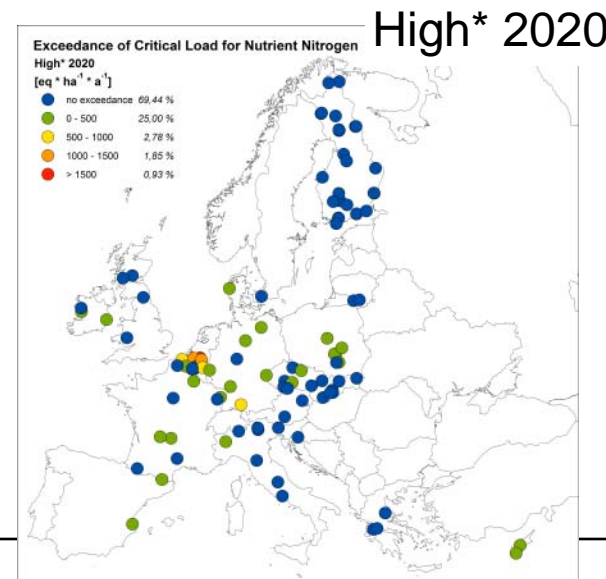 High* 2020
Exceedance of Critical Load for Nutrient Nitrogen
High* 2020
[eq * ha⁻¹ * a⁻¹]
no exceedance 69,44 %
0 - 500 25,00 %
500 - 1000 2,78 %
1000 - 1500 1,85 %
> 1500 0,93 %